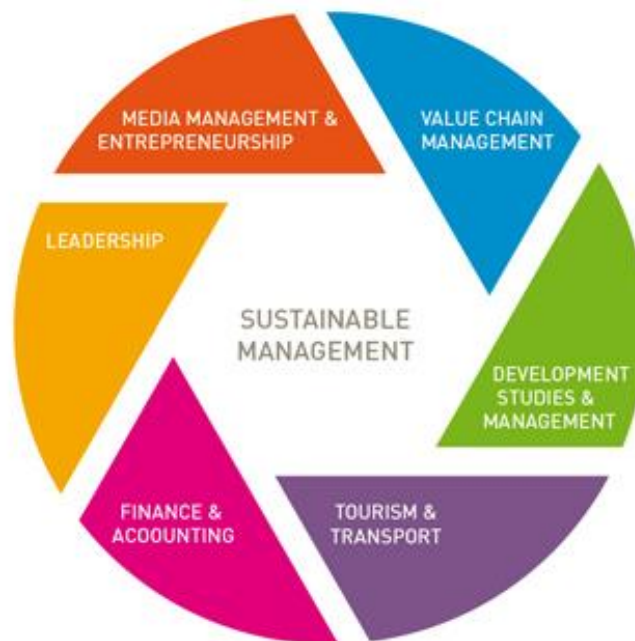 MEDIA MANAGEMENT &
ENTREPRENEURSHIP
VALUE CHAIN
MANAGEMENT
LEADERSHIP
SUSTAINABLE
MANAGEMENT
DEVELOPMENT
STUDIES &
MANAGEMENT
FINANCE &
ACOOUNTING
TOURISM &
TRANSPORT